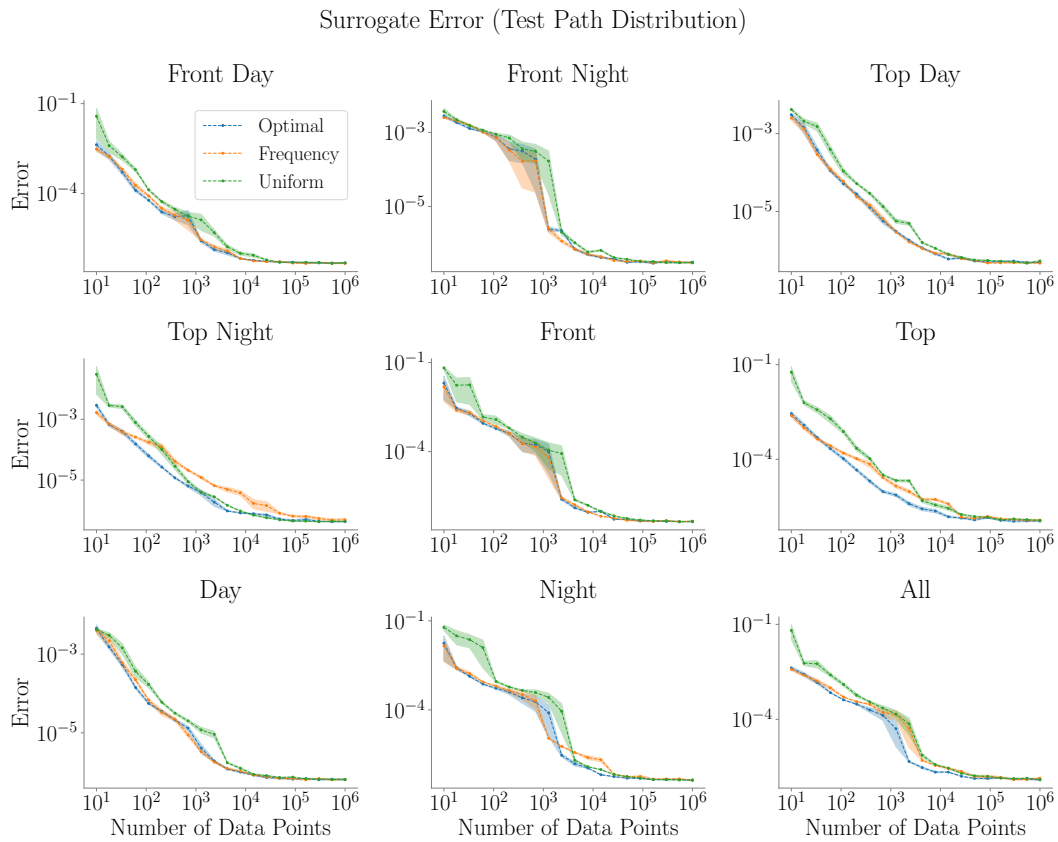 Surrogate Error (Test Path Distribution)
Front Day
Front Night
Top Day
Error
10^-1
10^-4
Optimal
Frequency
Uniform
10^1 10^2 10^3 10^4 10^5 10^6
10^-3
10^-5
10^1 10^2 10^3 10^4 10^5 10^6
10^-3
10^-5
10^1 10^2 10^3 10^4 10^5 10^6
Top Night
Front
Top
Error
10^-3
10^-5
10^1 10^2 10^3 10^4 10^5 10^6
10^-1
10^-4
10^1 10^2 10^3 10^4 10^5 10^6
10^-1
10^-4
10^1 10^2 10^3 10^4 10^5 10^6
Day
Night
All
Error
10^-3
10^-5
10^1 10^2 10^3 10^4 10^5 10^6
Number of Data Points
10^-1
10^-4
10^1 10^2 10^3 10^4 10^5 10^6
Number of Data Points
10^-1
10^-4
10^1 10^2 10^3 10^4 10^5 10^6
Number of Data Points